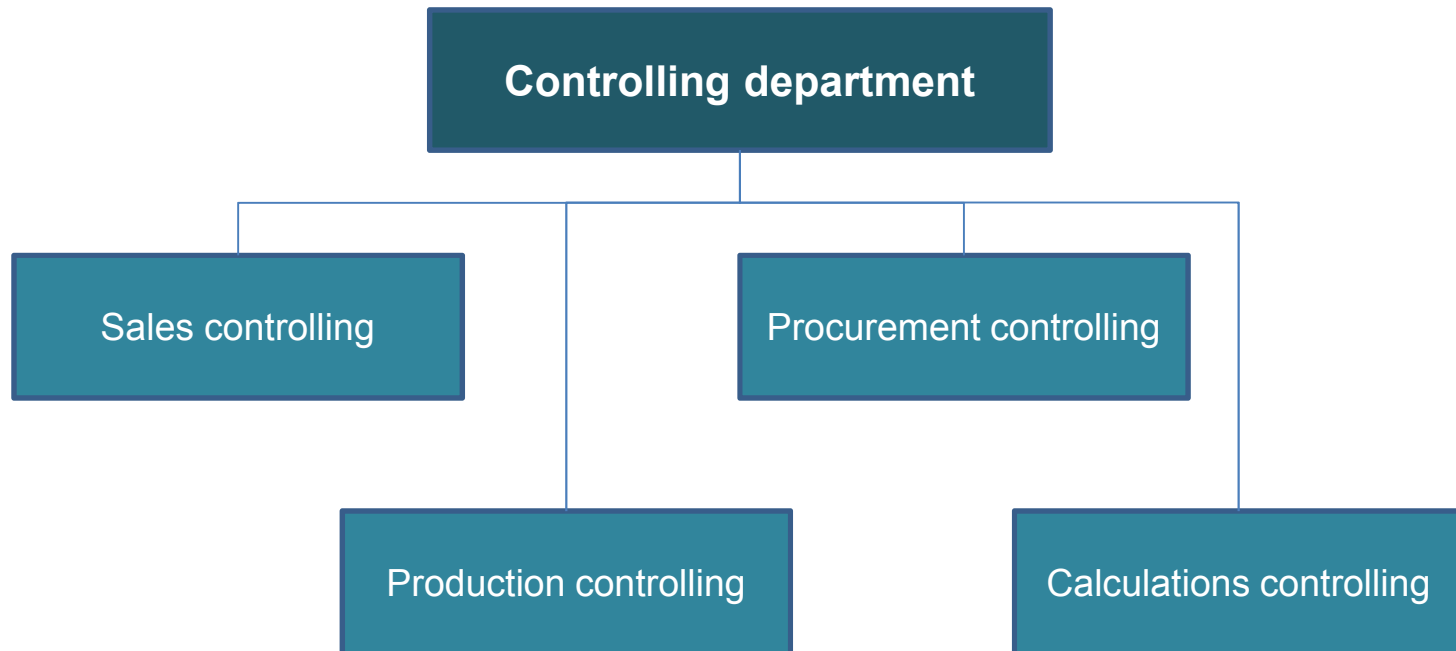 Controlling department
Sales controlling
Procurement controlling
Production controlling
Calculations controlling